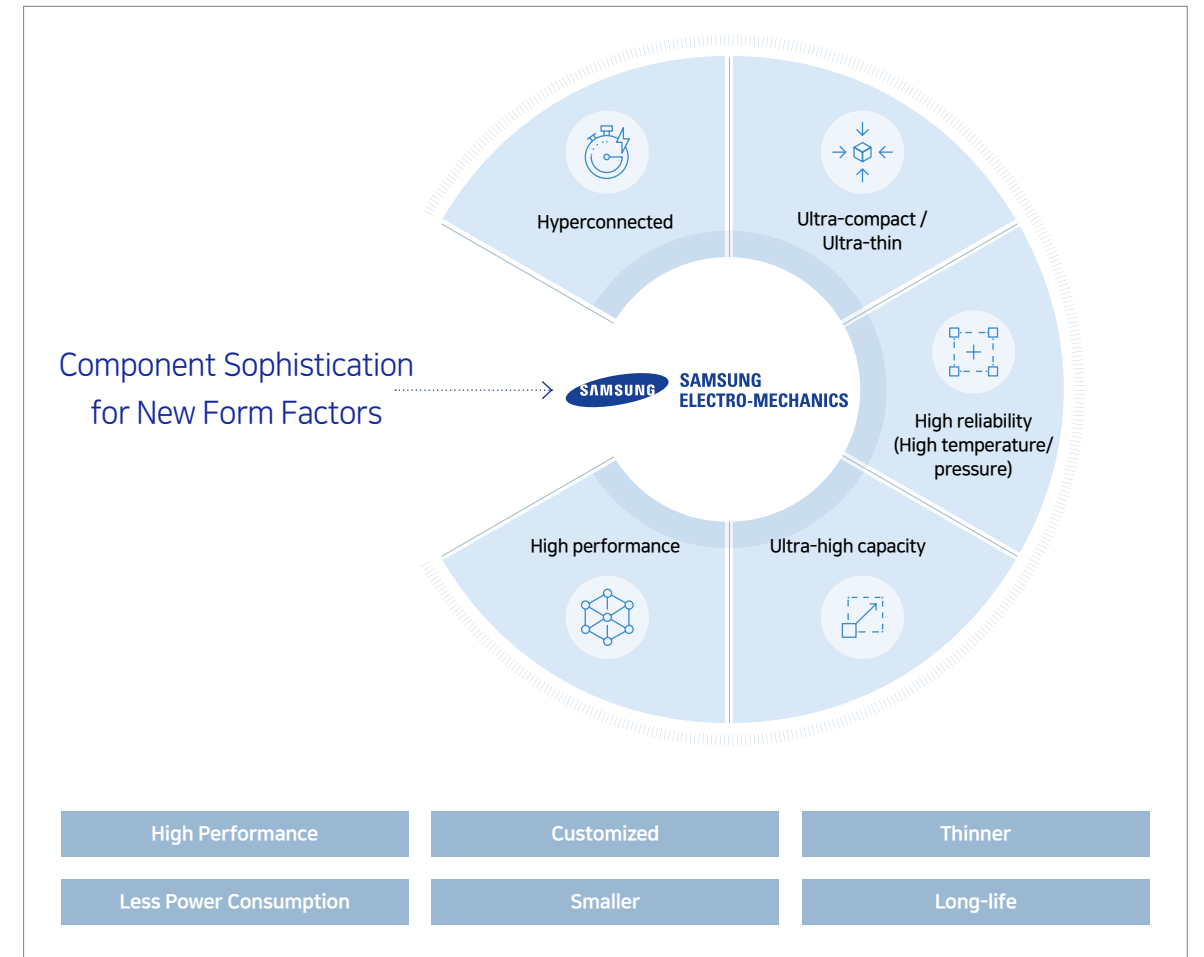 Hyperconnected
Ultra-compact /
Ultra-thin
Component Sophistication
for New Form Factors
SAMSUNG
SAMSUNG
ELECTRO-MECHANICS
High reliability
(High temperature/
pressure)
High performance
Ultra-high capacity
High Performance
Customized
Thinner
Less Power Consumption
Smaller
Long-life